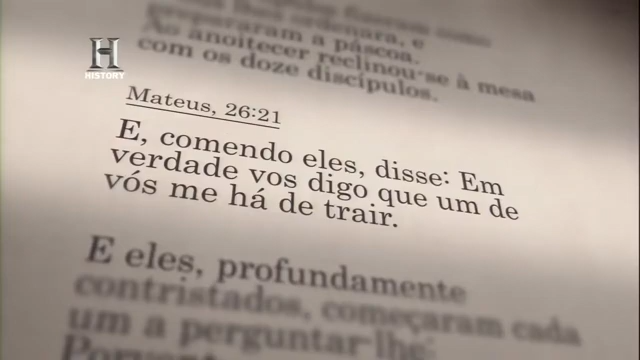 H
HISTORY
prepararam a páscoa.
Ao anoitecer reclinou-se à mesa
com os doze discípulos.
Mateus, 26:21
E, comendo eles, disse: Em
verdade vos digo que um de
vós me há de trair.
E eles, profundamente
contristados, começaram cada
um a perguntar-lhe: